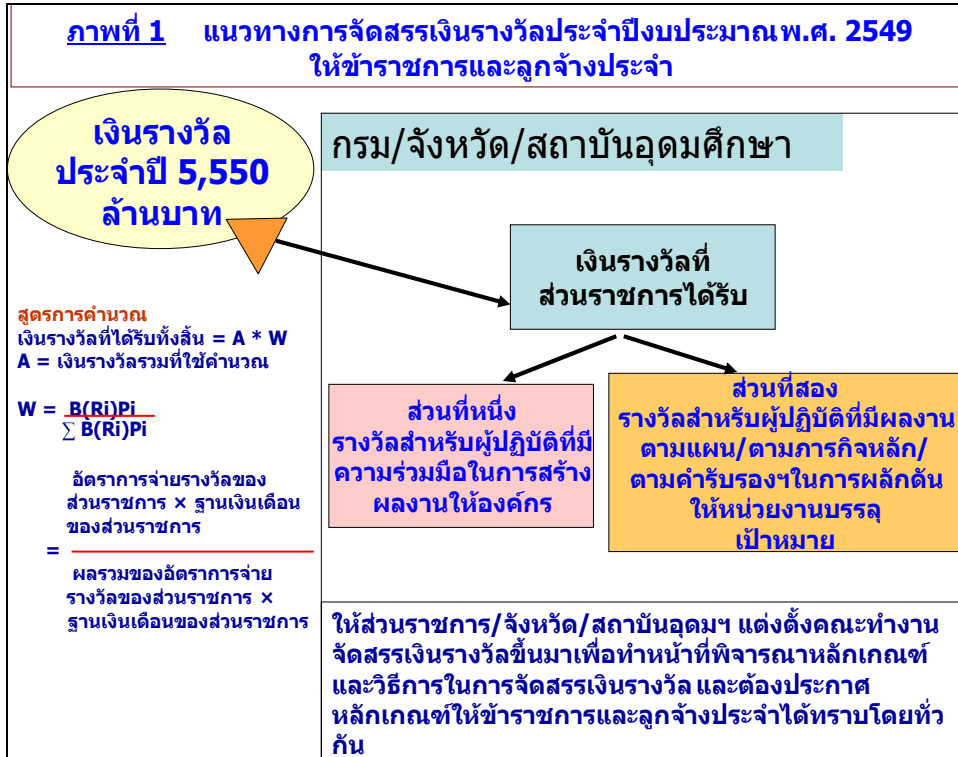 ภาพที่ 1 แนวทางการจัดสรรเงินรางวัลประจำปีงบประมาณพ.ศ. 2549
ให้ข้าราชการและลูกจ้างประจำ
เงินรางวัล
ประจำปี 5,550
ล้านบาท
กรม/จังหวัด/สถาบันอุดมศึกษา
เงินรางวัลที่
ส่วนราชการได้รับ
สูตรการคำนวณ
เงินรางวัลที่ได้รับทั้งสิ้น = A * W
A = เงินรางวัลรวมที่ใช้คำนวณ
W = B(Ri)Pi
∑ B(Ri)Pi
อัตราการจ่ายรางวัลของ
ส่วนราชการ × ฐานเงินเดือน
ของส่วนราชการ
=
ผลรวมของอัตราการจ่าย
รางวัลของส่วนราชการ ×
ฐานเงินเดือนของส่วนราชการ
ส่วนที่หนึ่ง
รางวัลสำหรับผู้ปฏิบัติที่มี
ความร่วมมือในการสร้าง
ผลงานให้องค์กร
ส่วนที่สอง
รางวัลสำหรับผู้ปฏิบัติที่มีผลงาน
ตามแผน/ตามภารกิจหลัก/
ตามคำรับรองฯในการผลักดัน
ให้หน่วยงานบรรลุ
เป้าหมาย
ให้ส่วนราชการ/จังหวัด/สถาบันอุดมฯ แต่งตั้งคณะทำงาน
จัดสรรเงินรางวัลขึ้นมาเพื่อทำหน้าที่พิจารณาหลักเกณฑ์
และวิธีการในการจัดสรรเงินรางวัล และต้องประกาศ
หลักเกณฑ์ให้ข้าราชการและลูกจ้างประจำได้ทราบโดยทั่ว
กัน